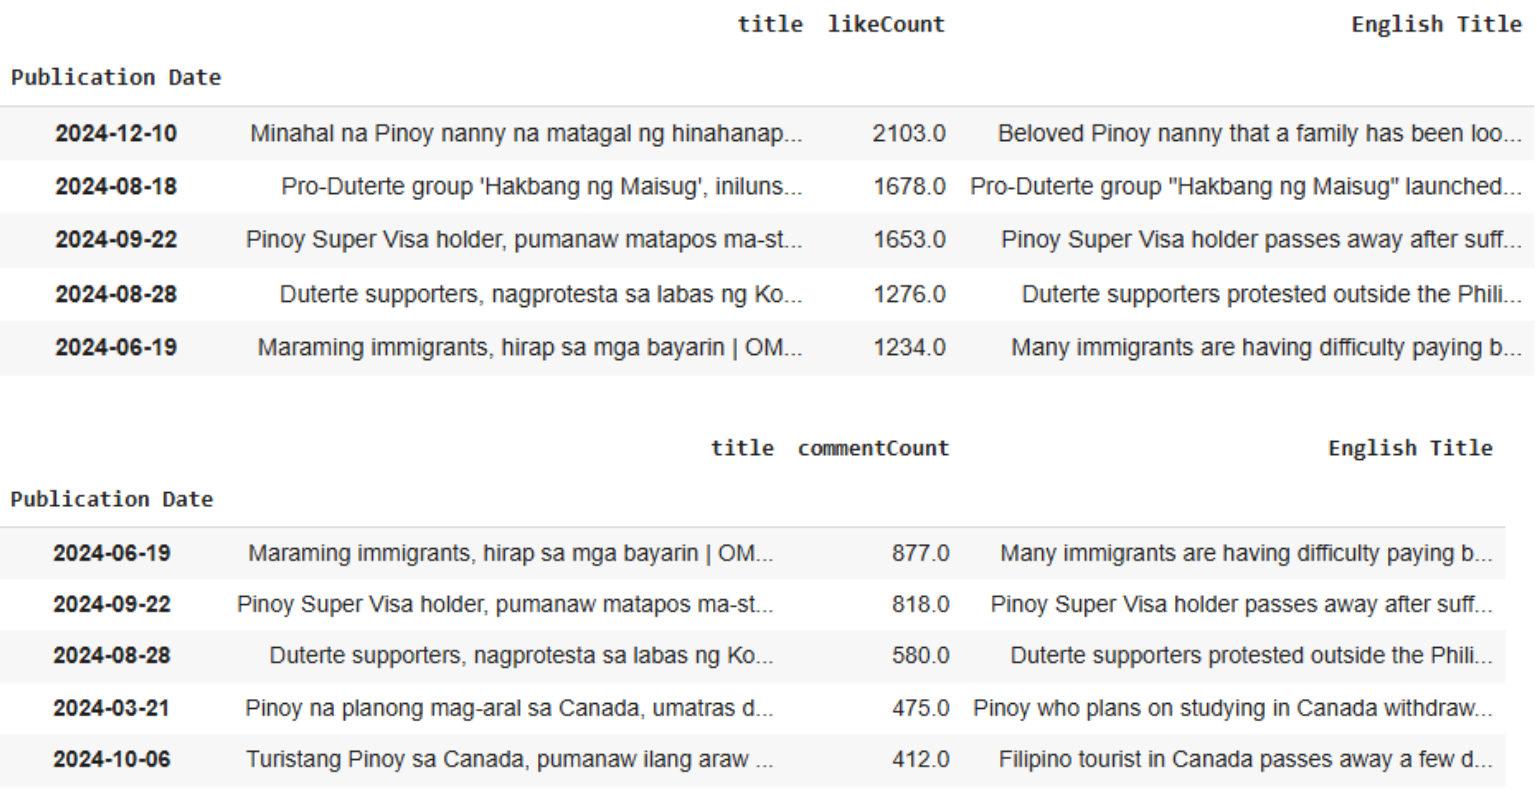 title likeCount English Title
Publication Date
2024-12-10 Minahal na Pinoy nanny na matagal ng hinahanap... 2103.0 Beloved Pinoy nanny that a family has been loo...
2024-08-18 Pro-Duterte group 'Hakbang ng Maisug', iniluns... 1678.0 Pro-Duterte group "Hakbang ng Maisug" launched...
2024-09-22 Pinoy Super Visa holder, pumanaw matapos ma-st... 1653.0 Pinoy Super Visa holder passes away after suff...
2024-08-28 Duterte supporters, nagprotesta sa labas ng Ko... 1276.0 Duterte supporters protested outside the Phili...
2024-06-19 Maraming immigrants, hirap sa mga bayarin | OM... 1234.0 Many immigrants are having difficulty paying b...
title commentCount English Title
Publication Date
2024-06-19 Maraming immigrants, hirap sa mga bayarin | OM... 877.0 Many immigrants are having difficulty paying b...
2024-09-22 Pinoy Super Visa holder, pumanaw matapos ma-st... 818.0 Pinoy Super Visa holder passes away after suff...
2024-08-28 Duterte supporters, nagprotesta sa labas ng Ko... 580.0 Duterte supporters protested outside the Phili...
2024-03-21 Pinoy na planong mag-aral sa Canada, umatras d... 475.0 Pinoy who plans on studying in Canada withdraw...
2024-10-06 Turistang Pinoy sa Canada, pumanaw ilang araw ... 412.0 Filipino tourist in Canada passes away a few d...